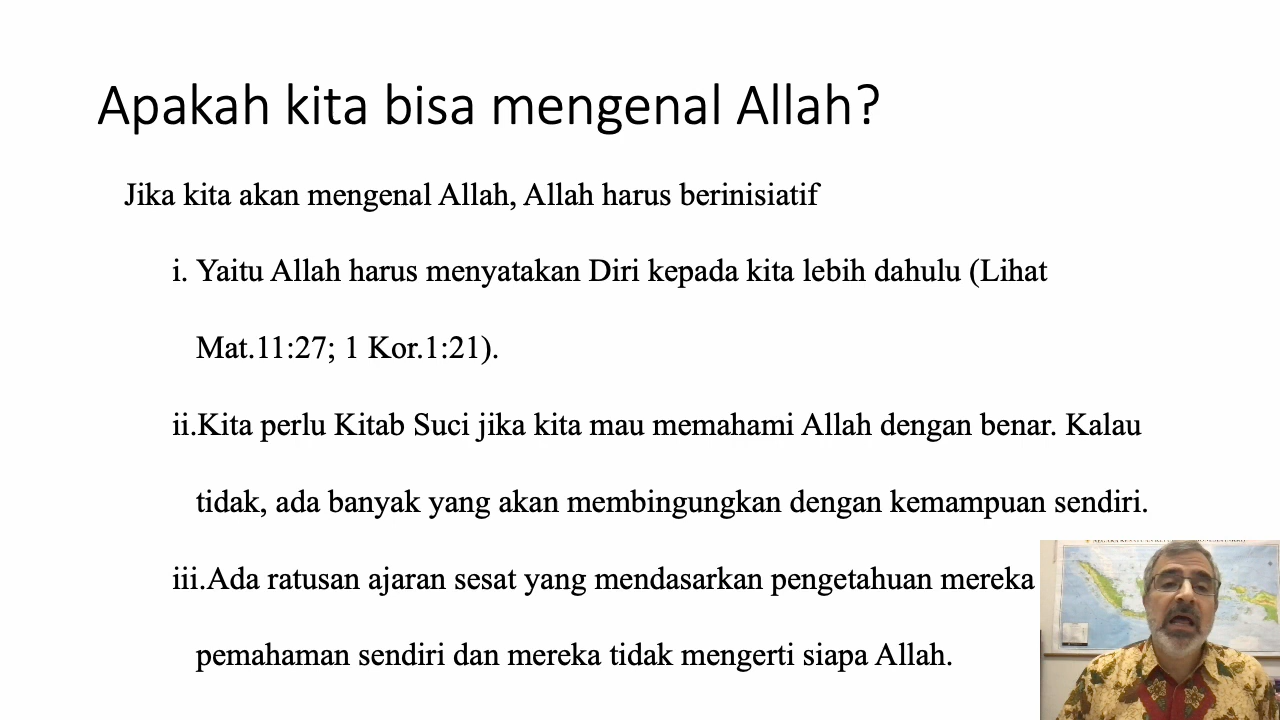 Apakah kita bisa mengenal Allah?
Jika kita akan mengenal Allah, Allah harus berinisiatif
i. Yaitu Allah harus menyatakan Diri kepada kita lebih dahulu (Lihat
Mat.11:27; 1 Kor.1:21).
ii.Kita perlu Kitab Suci jika kita mau memahami Allah dengan benar. Kalau
tidak, ada banyak yang akan membingungkan dengan kemampuan sendiri.
iii.Ada ratusan ajaran sesat yang mendasarkan pengetahuan mereka
pemahaman sendiri dan mereka tidak mengerti siapa Allah.